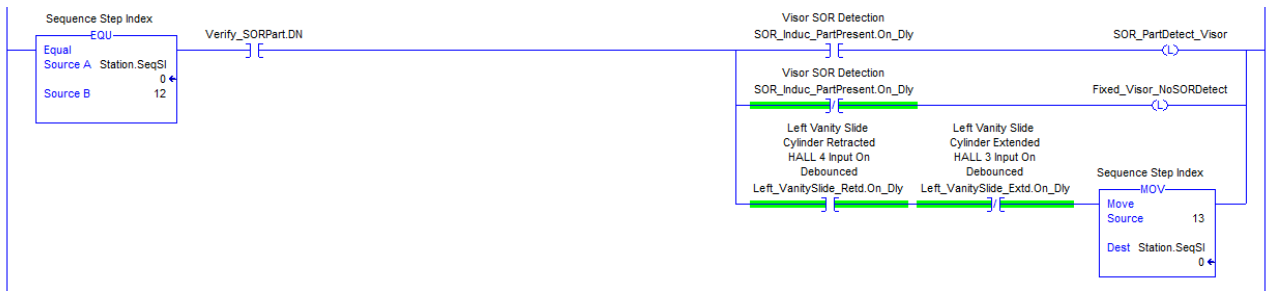 Sequence Step Index
EQU
Equal
Source A Station.SeqSI
0
Source B 12
Verify_SORPart.DN
Visor SOR Detection
SOR_Induc_PartPresent.On_Dly
SOR_PartDetect_Visor
L
Visor SOR Detection
SOR_Induc_PartPresent.On_Dly
Fixed_Visor_NoSORDetect
L
Left Vanity Slide
Cylinder Retracted
HALL 4 Input On
Debounced
Left_VanitySlide_Retd.On_Dly
Left Vanity Slide
Cylinder Extended
HALL 3 Input On
Debounced
Left_VanitySlide_Extd.On_Dly
Sequence Step Index
MOV
Move
Source 13
Dest Station.SeqSI
0